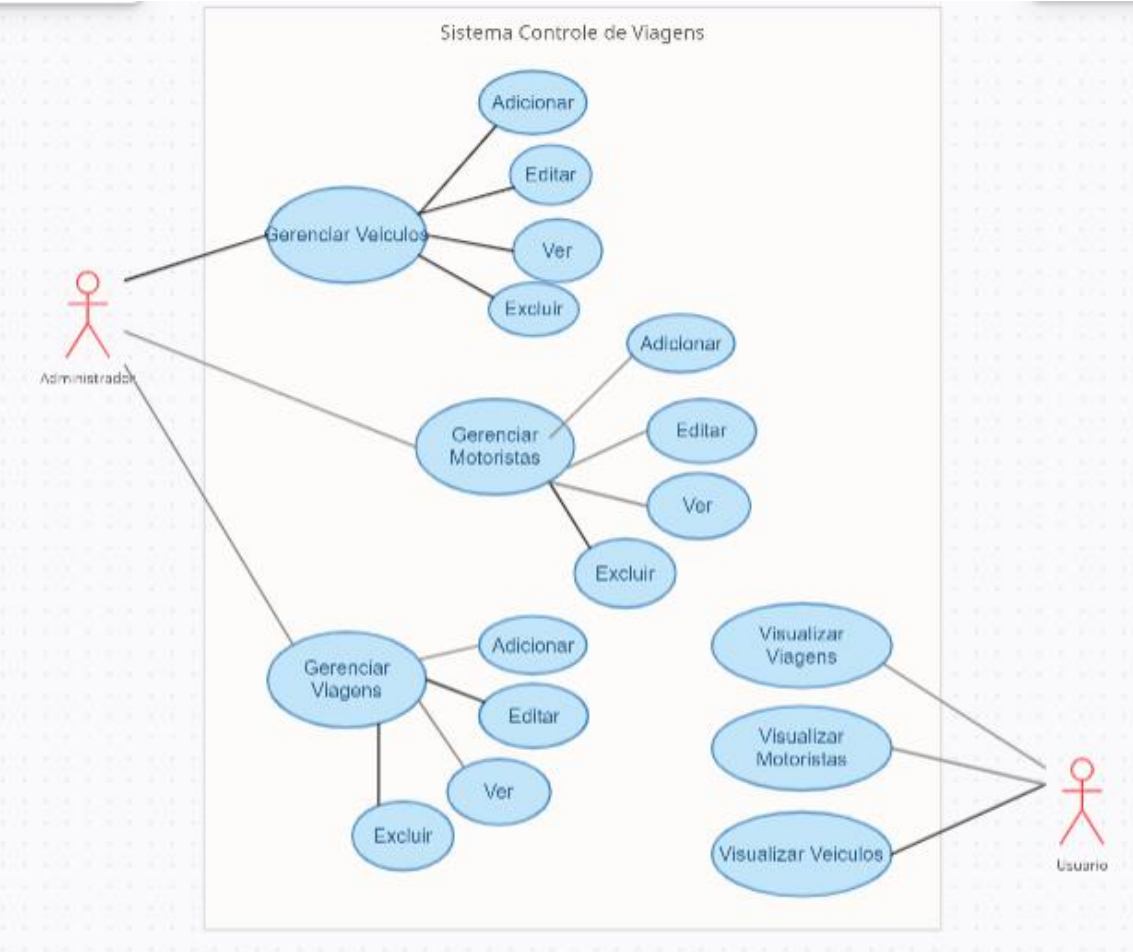 Sistema Controle de Viagens
Adicionar
Editar
Gerenciar Veiculos
Ver
Excluir
Administrador
Adicionar
Gerenciar
Motoristas
Editar
Ver
Excluir
Gerenciar
Viagens
Adicionar
Editar
Ver
Excluir
Visualizar
Viagens
Visualizar
Motoristas
Visualizar Veiculos
Usuario